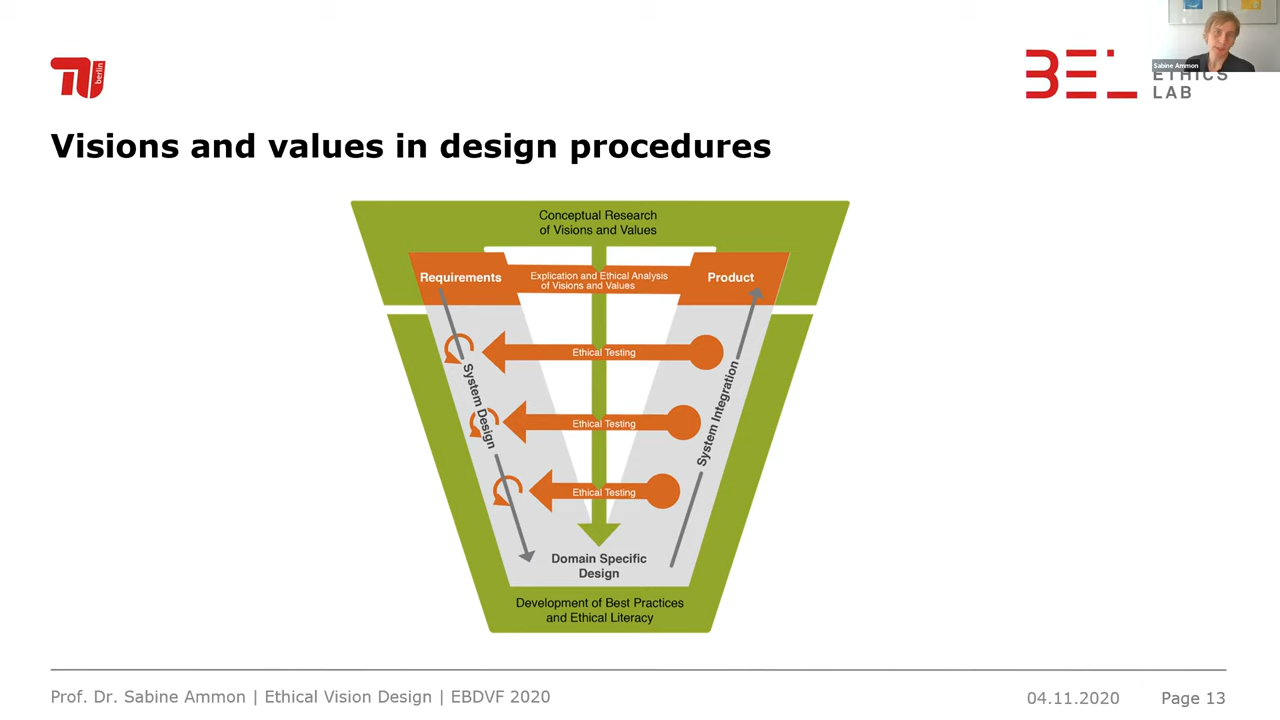 TU berlin
Sabine Ammon
ETHICS
LAB
Visions and values in design procedures
Conceptual Research
of Visions and Values
Requirements
Explication and Ethical Analysis
of Visions and Values
Product
Ethical Testing
System Design
Ethical Testing
System Integration
Ethical Testing
Domain Specific
Design
Development of Best Practices
and Ethical Literacy
Prof. Dr. Sabine Ammon | Ethical Vision Design | EBDVF 2020
04.11.2020
Page 13